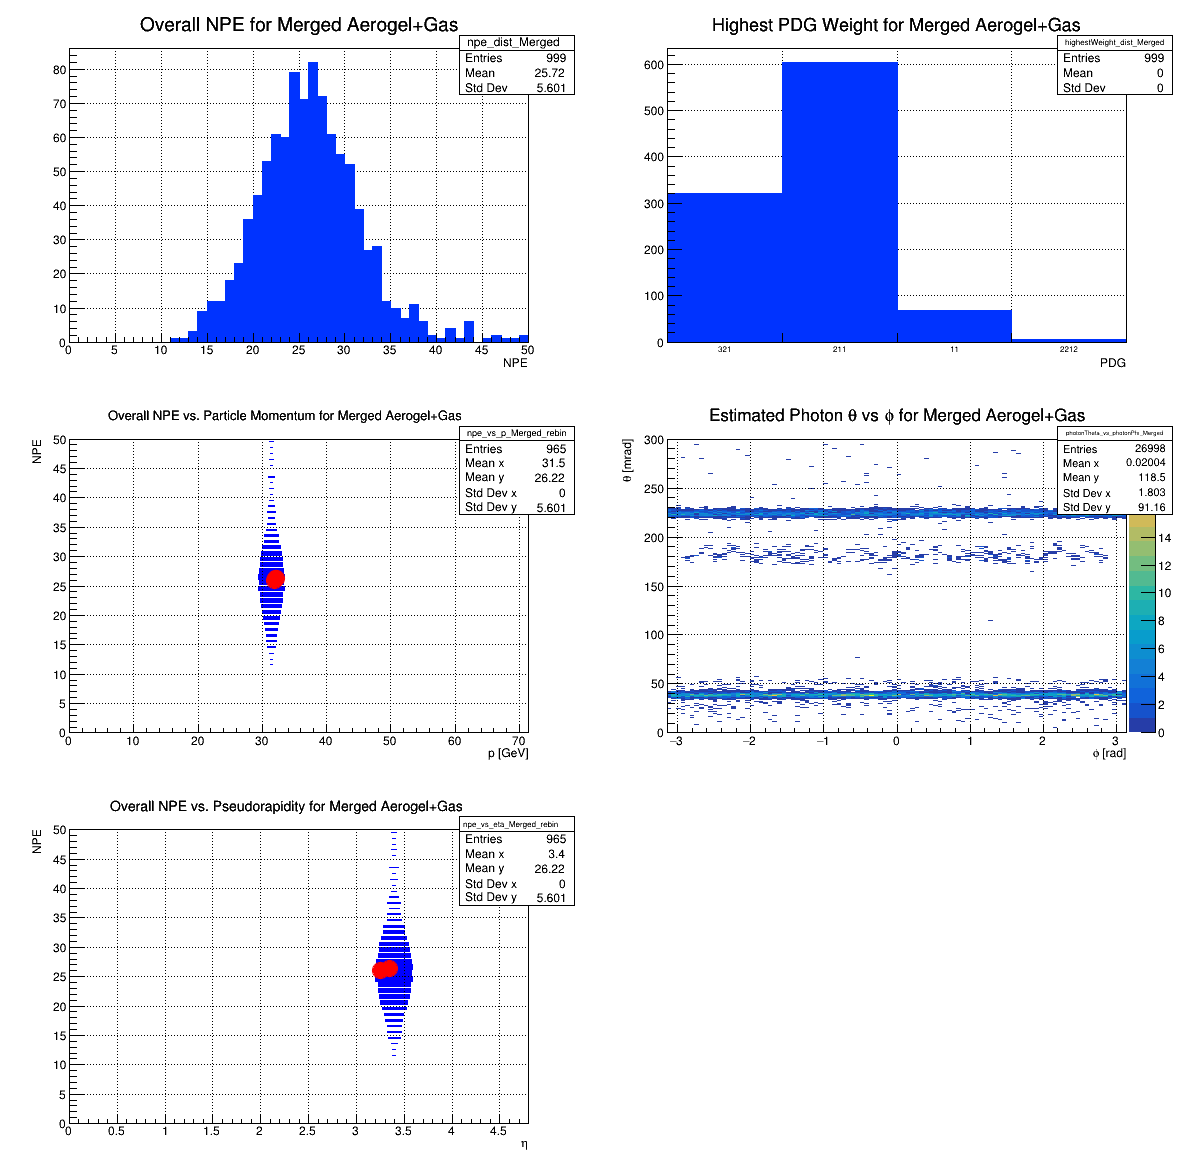 Overall NPE for Merged Aerogel+Gas
npe_dist_Merged
Entries 999
Mean 25.72
Std Dev 5.601
80
70
60
50
40
30
20
10
0
0 5 10 15 20 25 30 35 40 45 50
NPE
Highest PDG Weight for Merged Aerogel+Gas
highestWeight_dist_Merged
Entries 999
Mean 0
Std Dev 0
600
500
400
300
200
100
0
321 211 11 2212
PDG
Overall NPE vs. Particle Momentum for Merged Aerogel+Gas
npe_vs_p_Merged_rebin
Entries 965
Mean x 31.5
Mean y 26.22
Std Dev x 0
Std Dev y 5.601
NPE
50
45
40
35
30
25
20
15
10
5
0
0 10 20 30 40 50 60 70
p [GeV]
Estimated Photon θ vs ϕ for Merged Aerogel+Gas
photonTheta_vs_photonPhi_Merged
Entries 26998
Mean x 0.02004
Mean y 118.5
Std Dev x 1.803
Std Dev y 91.16
θ [mrad]
300
250
200
150
100
50
0
−3 −2 −1 0 1 2 3
ϕ [rad]
14
12
10
8
6
4
2
0
Overall NPE vs. Pseudorapidity for Merged Aerogel+Gas
npe_vs_eta_Merged_rebin
Entries 965
Mean x 3.4
Mean y 26.22
Std Dev x 0
Std Dev y 5.601
NPE
50
45
40
35
30
25
20
15
10
5
0
0 0.5 1 1.5 2 2.5 3 3.5 4 4.5
η